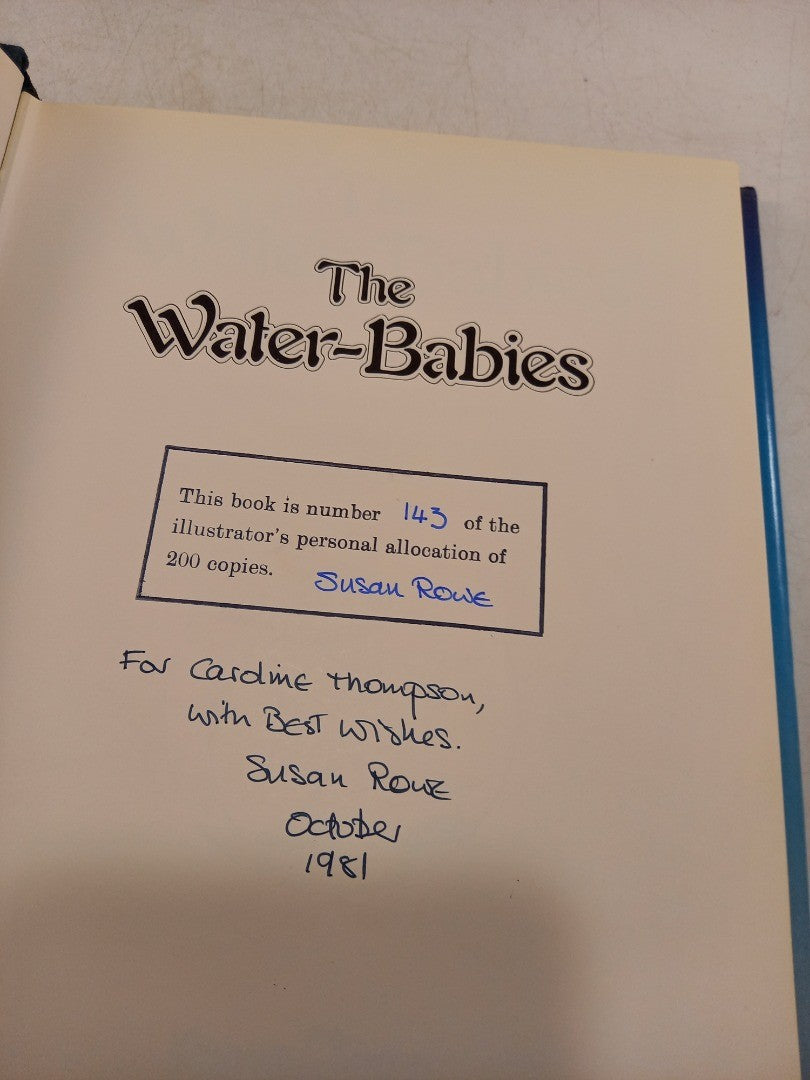 The
Water-Babies
This book is number 143 of the
illustrator's personal allocation of
200 copies. Susan Rowe
For Caroline Thompson,
with Best Wishes.
Susan Rowe
October
1981